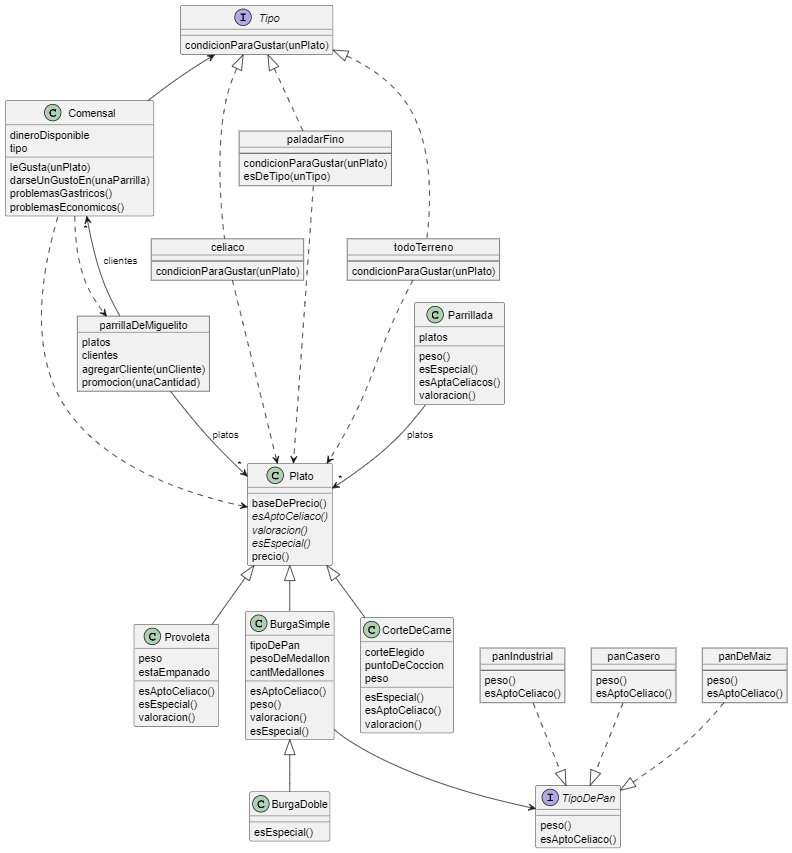 I Tipo
condicionParaGustar(unPlato)
C Comensal
dineroDisponible
tipo
leGusta(unPlato)
darseUnGustoEn(unaParrilla)
problemasGastricos()
problemasEconomicos()
paladarFino
condicionParaGustar(unPlato)
esDeTipo(unTipo)
celiaco
condicionParaGustar(unPlato)
todoTerreno
condicionParaGustar(unPlato)
*
clientes
parrillaDeMiguelito
platos
clientes
agregarCliente(unCliente)
promocion(unaCantidad)
C Parrillada
platos
peso()
esEspecial()
esAptaCeliacos()
valoracion()
platos
*
platos
*
C Plato
baseDePrecio()
esAptoCeliaco()
valoracion()
esEspecial()
precio()
C Provoleta
peso
estaEmpanado
esAptoCeliaco()
esEspecial()
valoracion()
C BurgaSimple
tipoDePan
pesoDeMedallon
cantMedallones
esAptoCeliaco()
peso()
valoracion()
esEspecial()
C CorteDeCarne
corteElegido
puntoDeCoccion
peso
esEspecial()
esAptoCeliaco()
valoracion()
panIndustrial
peso()
esAptoCeliaco()
panCasero
peso()
esAptoCeliaco()
panDeMaiz
peso()
esAptoCeliaco()
C BurgaDoble
esEspecial()
I TipoDePan
peso()
esAptoCeliaco()